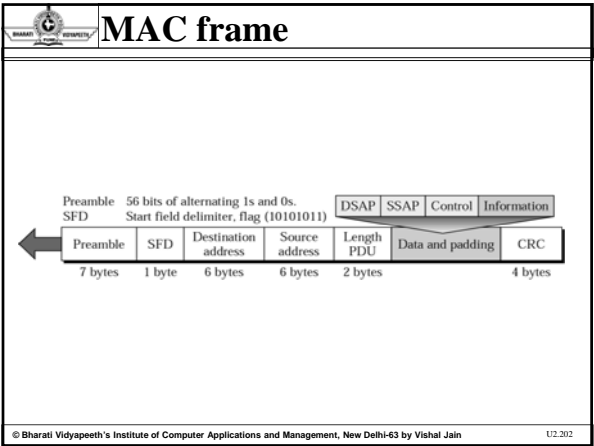 MAC frame
Preamble 56 bits of alternating 1s and 0s.
SFD Start field delimiter, flag (10101011)
DSAP SSAP Control Information
Preamble SFD Destination address Source address Length PDU Data and padding CRC
7 bytes 1 byte 6 bytes 6 bytes 2 bytes 4 bytes
© Bharati Vidyapeeth's Institute of Computer Applications and Management, New Delhi-63 by Vishal Jain U2.202